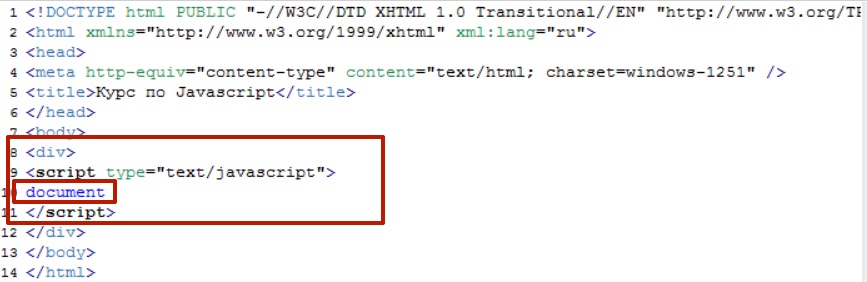 1 <!DOCTYPE html PUBLIC "-//W3C//DTD XHTML 1.0 Transitional//EN" "http://www.w3.org/TE
2 <html xmlns="http://www.w3.org/1999/xhtml" xml:lang="ru">
3 <head>
4 <meta http-equiv="content-type" content="text/html; charset=windows-1251" />
5 <title>Курс по Javascript</title>
6 </head>
7 <body>
8 <div>
9 <script type="text/javascript">
10 document
11 </script>
12 </div>
13 </body>
14 </html>